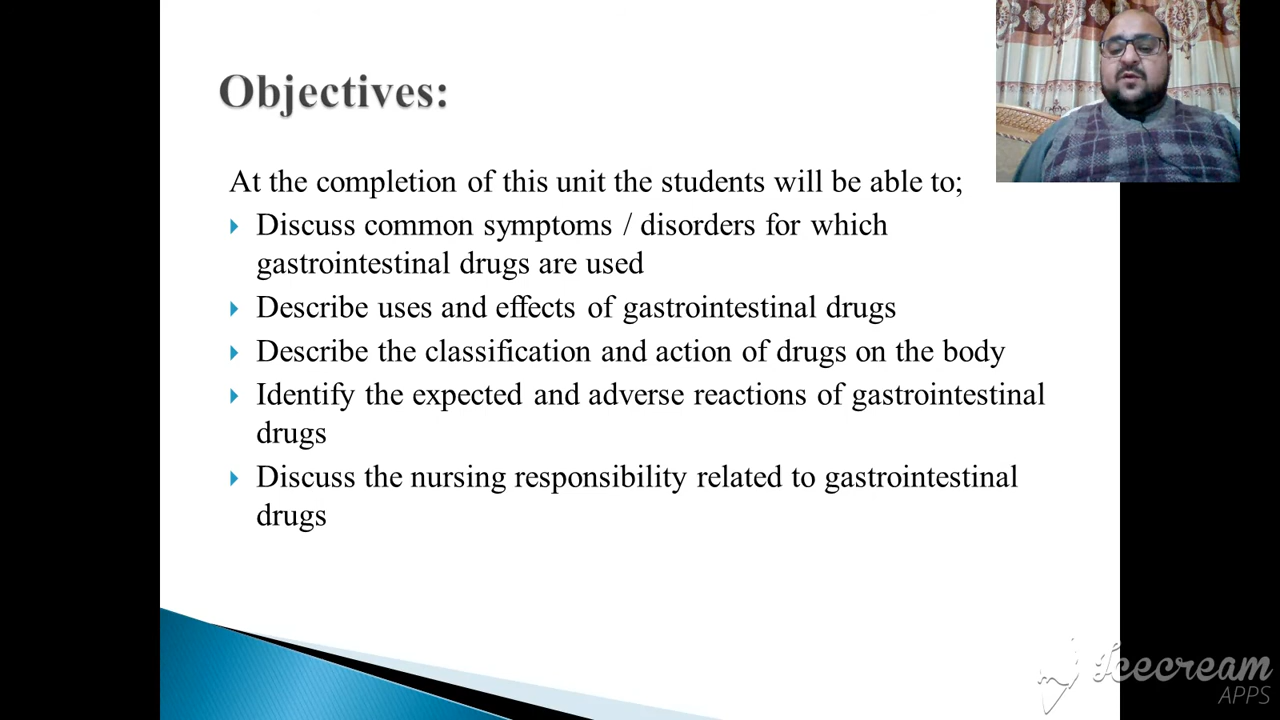 Objectives:
At the completion of this unit the students will be able to;
Discuss common symptoms / disorders for which
gastrointestinal drugs are used
Describe uses and effects of gastrointestinal drugs
Describe the classification and action of drugs on the body
Identify the expected and adverse reactions of gastrointestinal
drugs
Discuss the nursing responsibility related to gastrointestinal
drugs
Icecream
APPS